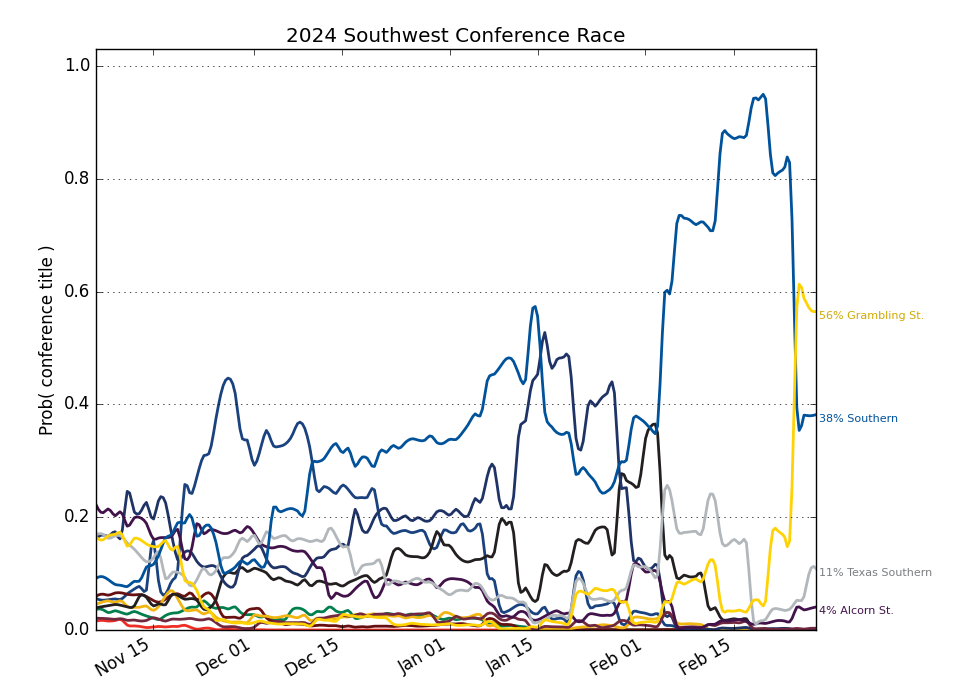 2024 Southwest Conference Race
Prob( conference title )
1.0
0.8
0.6
0.4
0.2
0.0
56% Grambling St.
38% Southern
11% Texas Southern
4% Alcorn St.
Nov 15
Dec 01
Dec 15
Jan 01
Jan 15
Feb 01
Feb 15